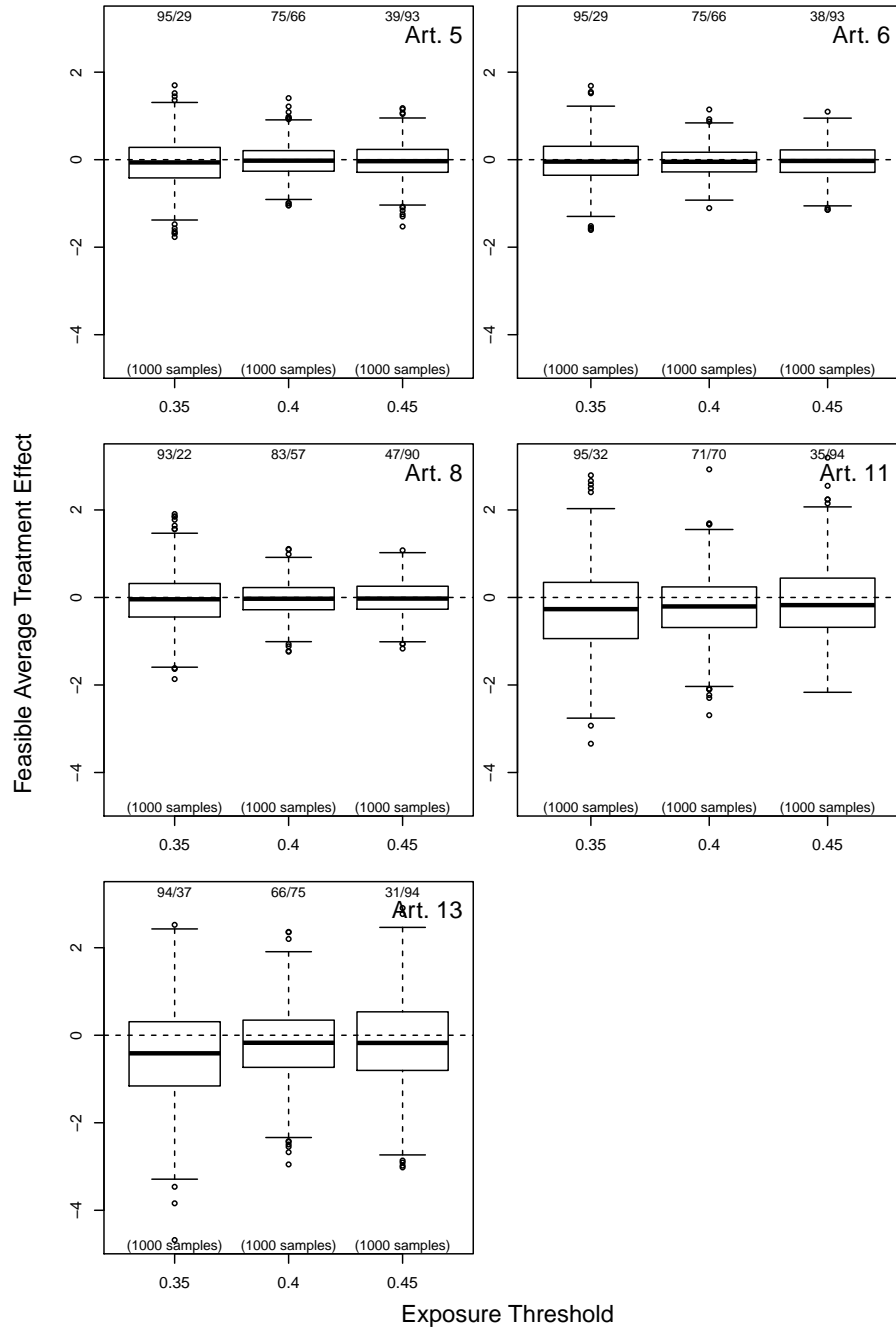 95/29 75/66 39/93
Art. 5
2
0
−2
−4
(1000 samples) (1000 samples) (1000 samples)
0.35 0.4 0.45
95/29 75/66 38/93
Art. 6
2
0
−2
−4
(1000 samples) (1000 samples) (1000 samples)
0.35 0.4 0.45
Feasible Average Treatment Effect
93/22 83/57 47/90
Art. 8
2
0
−2
−4
(1000 samples) (1000 samples) (1000 samples)
0.35 0.4 0.45
95/32 71/70 35/94
Art. 11
2
0
−2
−4
(1000 samples) (1000 samples) (1000 samples)
0.35 0.4 0.45
94/37 66/75 31/94
Art. 13
2
0
−2
−4
(1000 samples) (1000 samples) (1000 samples)
0.35 0.4 0.45
Exposure Threshold